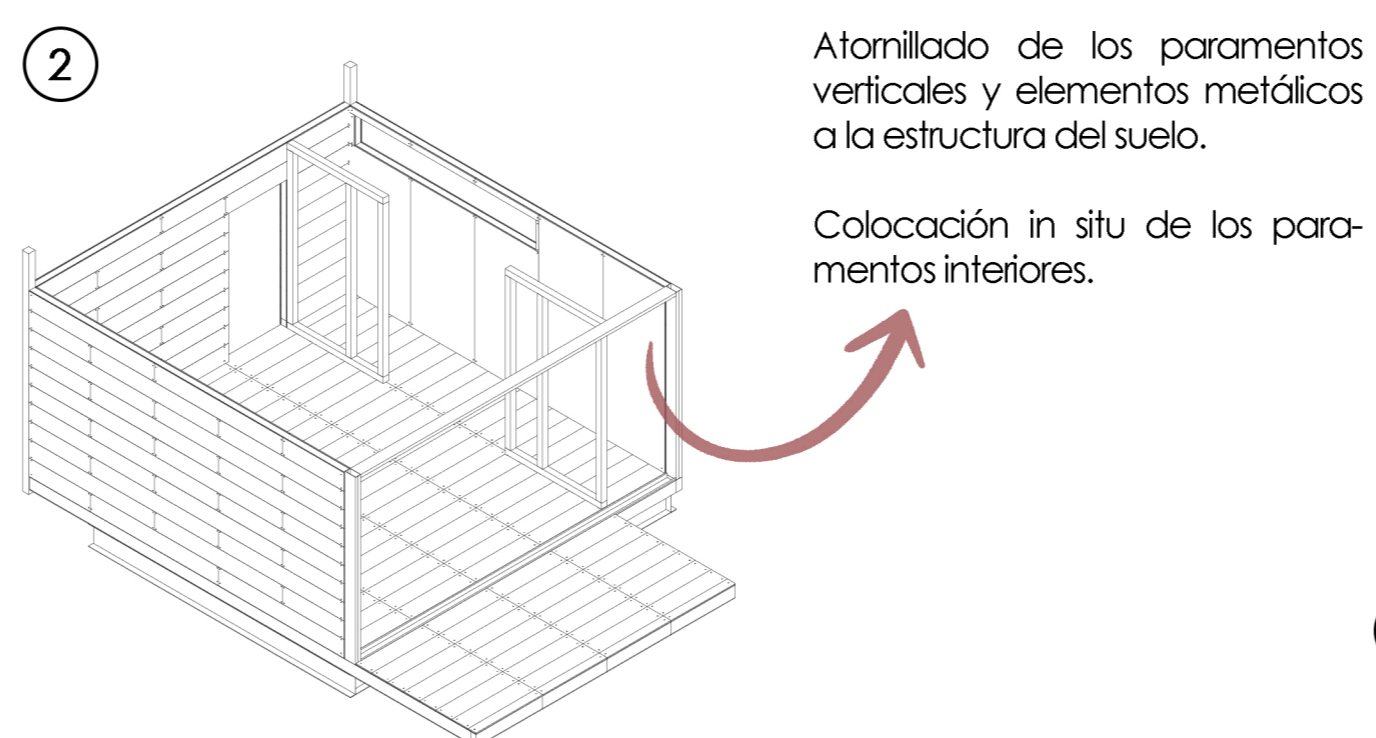 2
Atornillado de los paramentos
verticales y elementos metálicos
a la estructura del suelo.
Colocación in situ de los para-
mentos interiores.